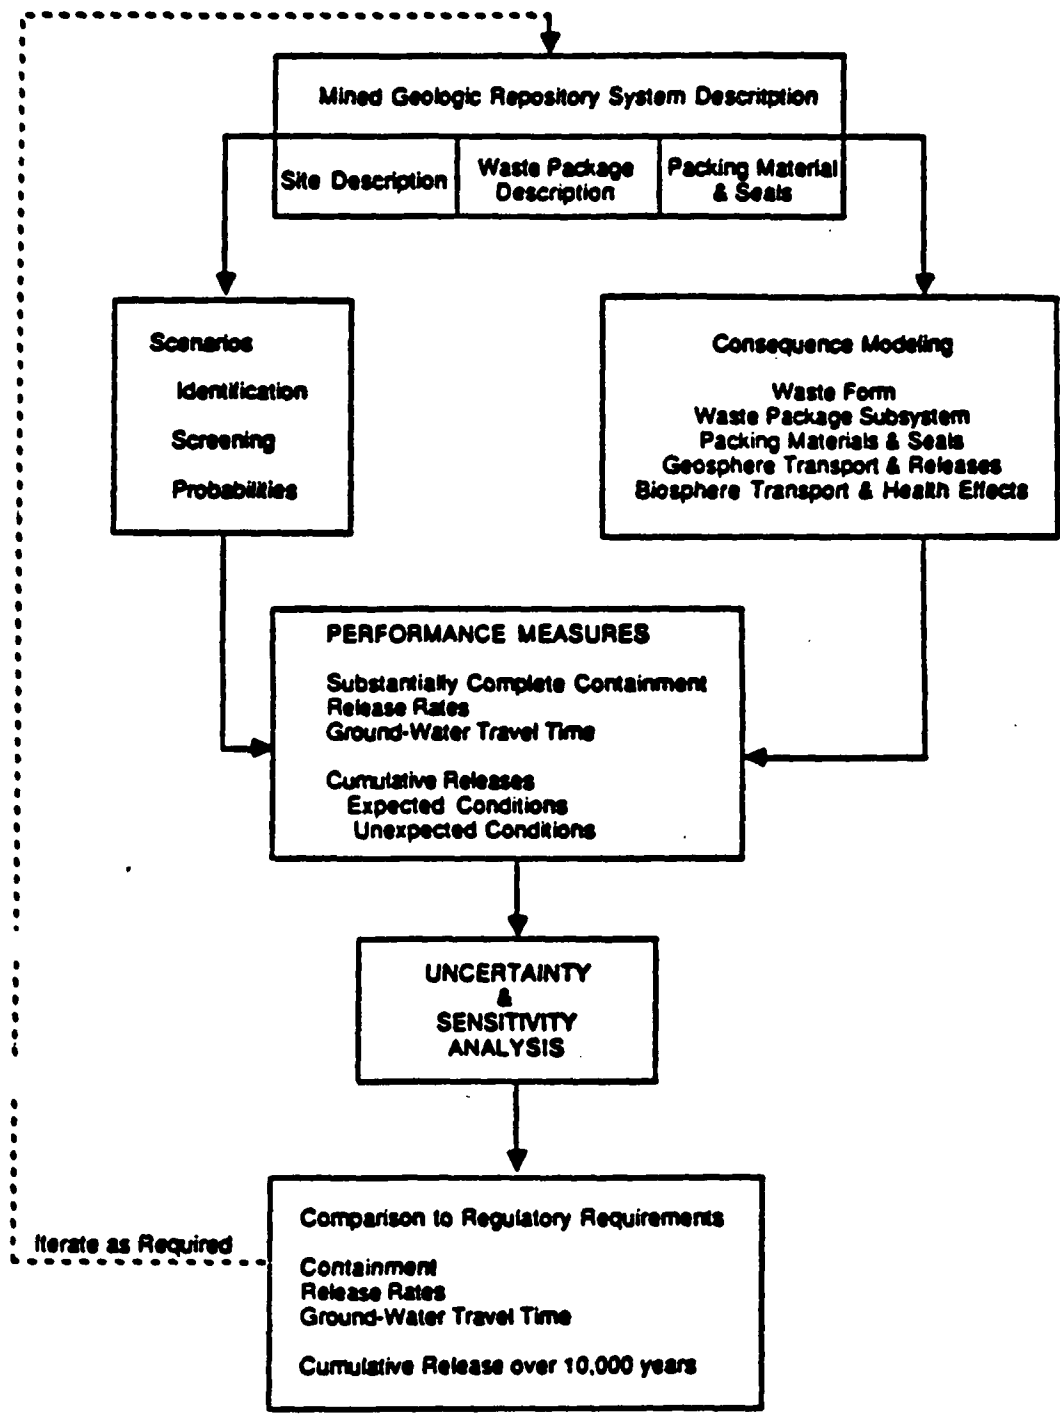 Mined Geologic Repository System Descritption
Site Description
Waste Package
Description
Packing Material
& Seals
Scenarios
Identification
Screening
Probabilities
Consequence Modeling
Waste Form
Waste Package Subsystem
Packing Materials & Seals
Geosphere Transport & Releases
Biosphere Transport & Health Effects
PERFORMANCE MEASURES
Substantially Complete Containment
Release Rates
Ground-Water Travel Time
Cumulative Releases
Expected Conditions
Unexpected Conditions
UNCERTAINTY
&
SENSITIVITY
ANALYSIS
Iterate as Required
Comparison to Regulatory Requirements
Containment
Release Rates
Ground-Water Travel Time
Cumulative Release over 10,000 years